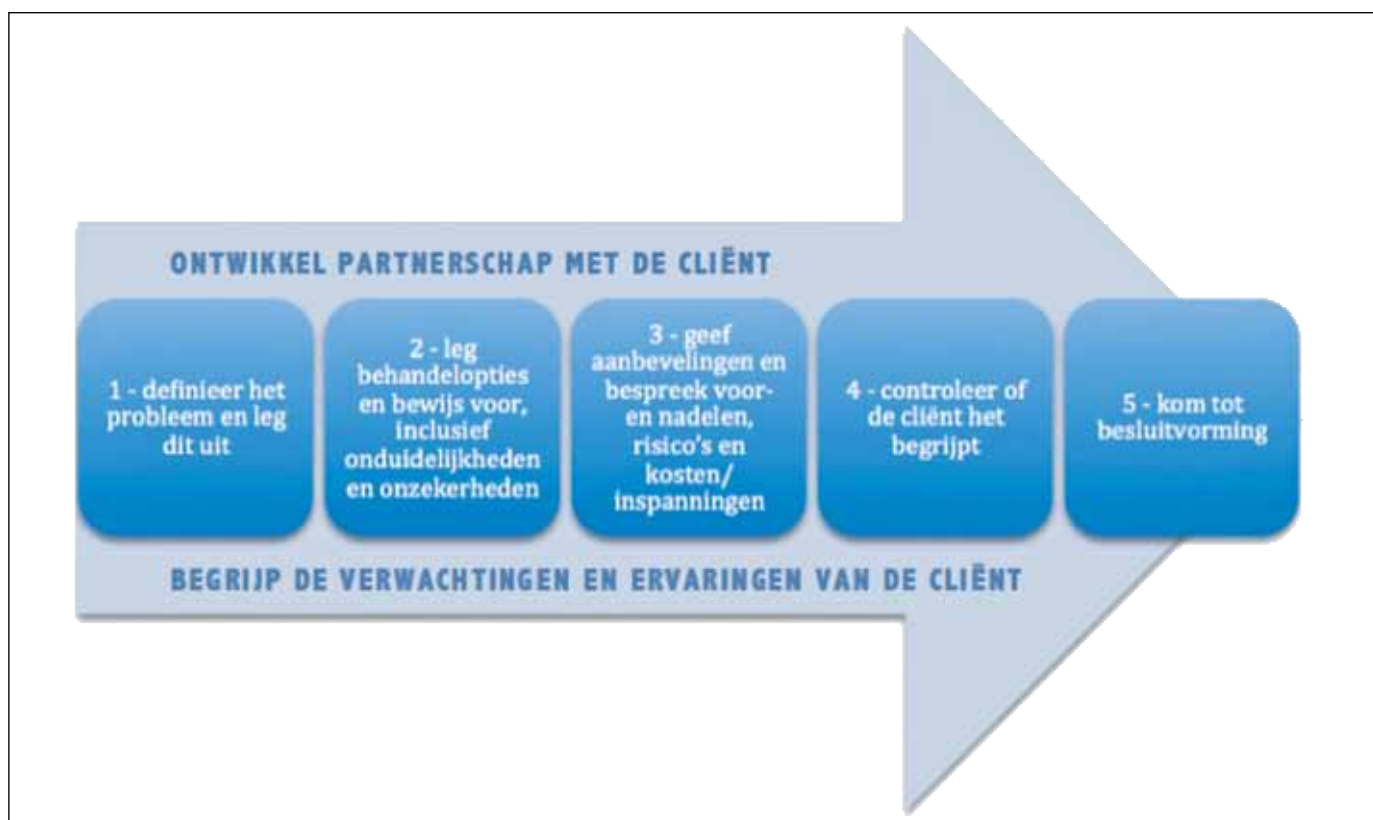 ONTWIKKEL PARTNERSCHAP MET DE CLIËNT
1 - definieer het
probleem en leg
dit uit
2 - leg
behandelopties
en bewijs voor,
inclusief
onduidelijkheden
en onzekerheden
3 - geef
aanbevelingen en
bespreek voor-
en nadelen,
risico's en
kosten/
inspanningen
4 - controleer of
de cliënt het
begrijpt
5 - kom tot
besluitvorming
BEGRIJP DE VERWACHTINGEN EN ERVARINGEN VAN DE CLIËNT